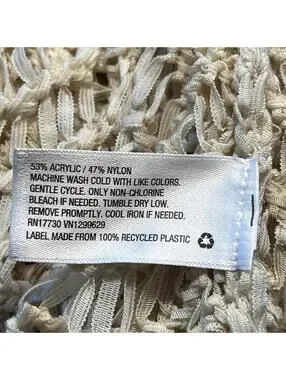 53% ACRYLIC / 47% NYLON
MACHINE WASH COLD WITH LIKE COLORS.
GENTLE CYCLE. ONLY NON-CHLORINE
BLEACH IF NEEDED. TUMBLE DRY LOW.
REMOVE PROMPTLY. COOL IRON IF NEEDED.
RN17730 VN1299629
LABEL MADE FROM 100% RECYCLED PLASTIC